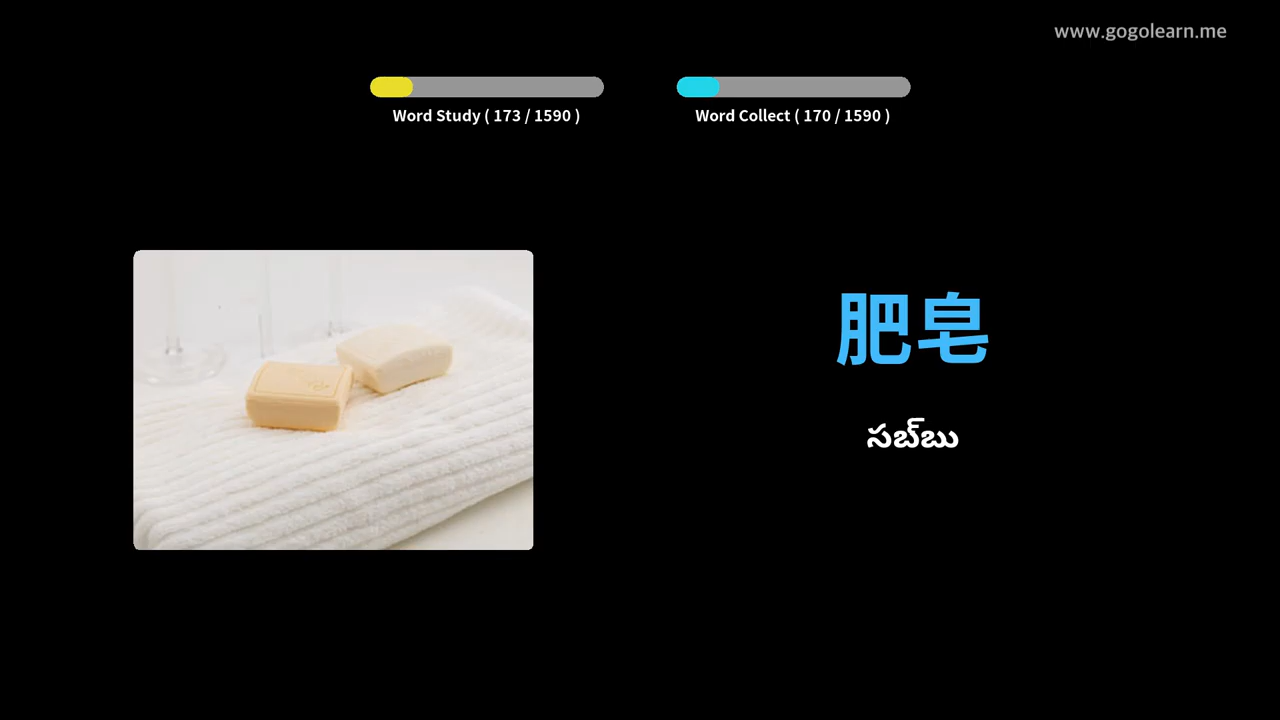 www.gogolearn.me
Word Study ( 173 / 1590 )
Word Collect ( 170 / 1590 )
肥皂
సబ్‌బు